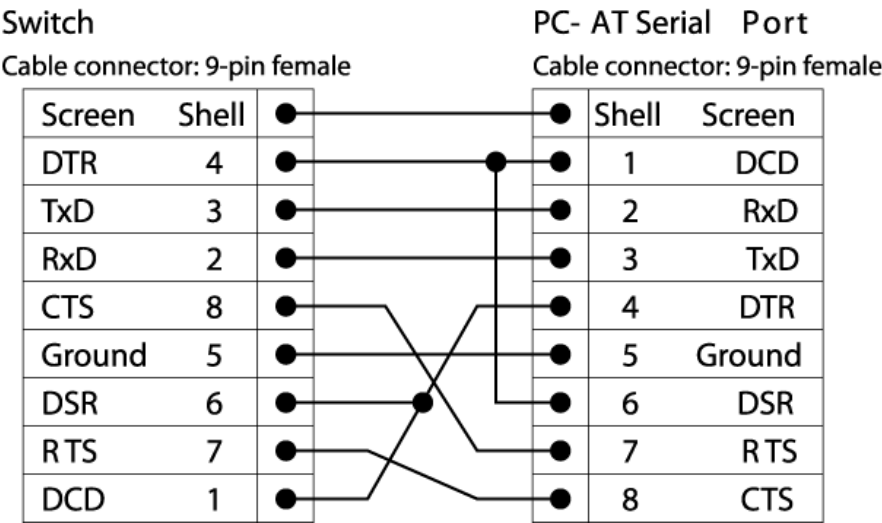 Switch PC- AT Serial Port
Cable connector: 9-pin female Cable connector: 9-pin female
Screen Shell Shell Screen
DTR 4 1 DCD
TxD 3 2 RxD
RxD 2 3 TxD
CTS 8 4 DTR
Ground 5 5 Ground
DSR 6 6 DSR
RTS 7 7 RTS
DCD 1 8 CTS